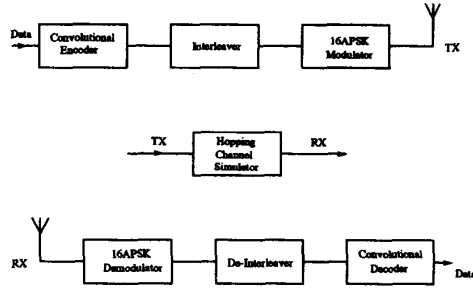 Data
Convolutional
Encoder
Interleaver
16APSK
Modulator
TX
TX
Hopping
Channel
Simulator
RX
RX
16APSK
Demodulator
De-Interleaver
Convolutional
Decoder
Data